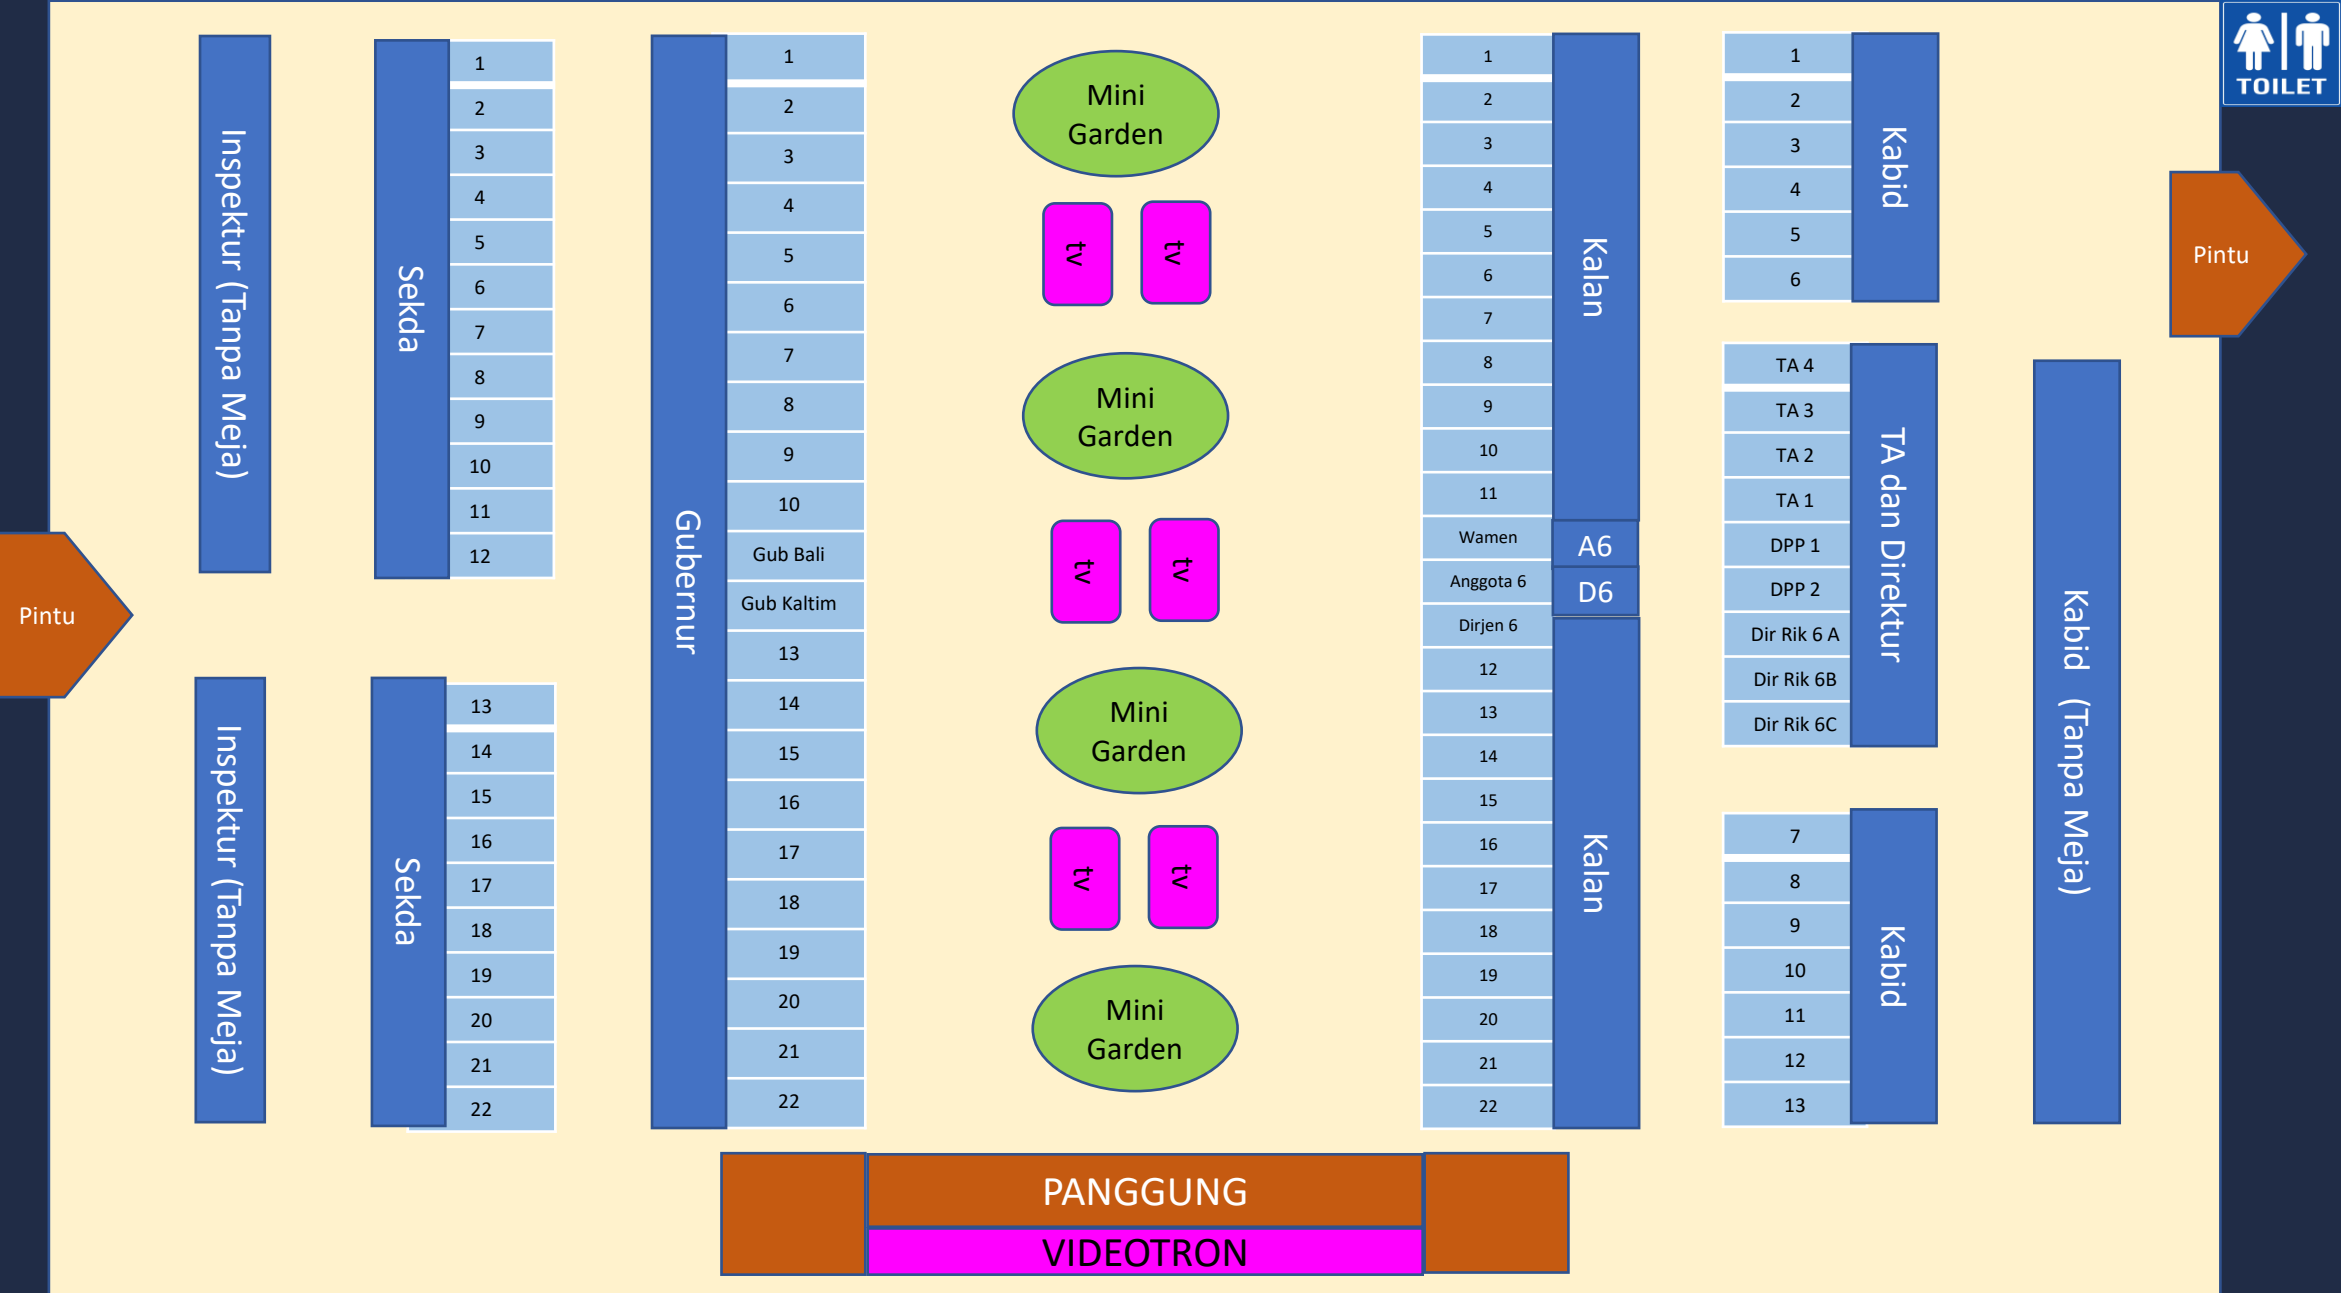 Inspektur (Tanpa Meja)
Inspektur (Tanpa Meja)
Pintu
Sekda
1
2
3
4
5
6
7
8
9
10
11
12
Sekda
13
14
15
16
17
18
19
20
21
22
Gubernur
1
2
3
4
5
6
7
8
9
10
Gub Bali
Gub Kaltim
13
14
15
16
17
18
19
20
21
22
Mini
Garden
tv
tv
Mini
Garden
tv
tv
Mini
Garden
tv
tv
Mini
Garden
1
2
3
4
5
6
7
8
9
10
11
Wamen
Anggota 6
Dirjen 6
12
13
14
15
16
17
18
19
20
21
22
Kalan
A6
D6
Kalan
1
2
3
4
5
6
Kabid
TA 4
TA 3
TA 2
TA 1
DPP 1
DPP 2
Dir Rik 6 A
Dir Rik 6B
Dir Rik 6C
TA dan Direktur
7
8
9
10
11
12
13
Kabid
Kabid (Tanpa Meja)
TOILET
Pintu
PANGGUNG
VIDEOTRON